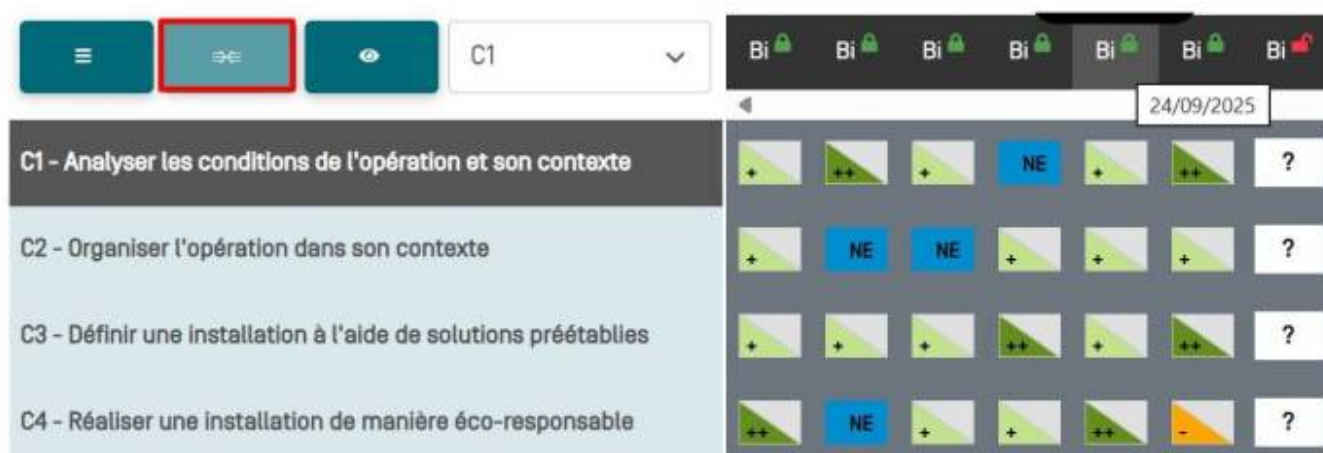 C1
Bi Bi Bi Bi Bi Bi Bi
24/09/2025
C1 - Analyser les conditions de l'opération et son contexte
+ ++ + NE + ++ ?
C2 - Organiser l'opération dans son contexte
+ NE NE + + + ?
C3 - Définir une installation à l'aide de solutions préétablies
+ + + ++ + ++ ?
C4 - Réaliser une installation de manière éco-responsable
++ NE + + ++ - ?